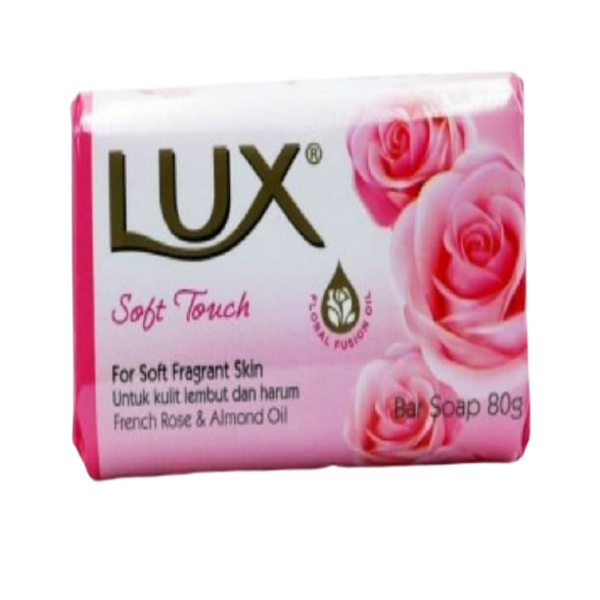 LUX®
Soft Touch
FLORAL FUSION OIL
For Soft Fragrant Skin
Untuk kulit lembut dan harum
French Rose & Almond Oil
Bar Soap 80g